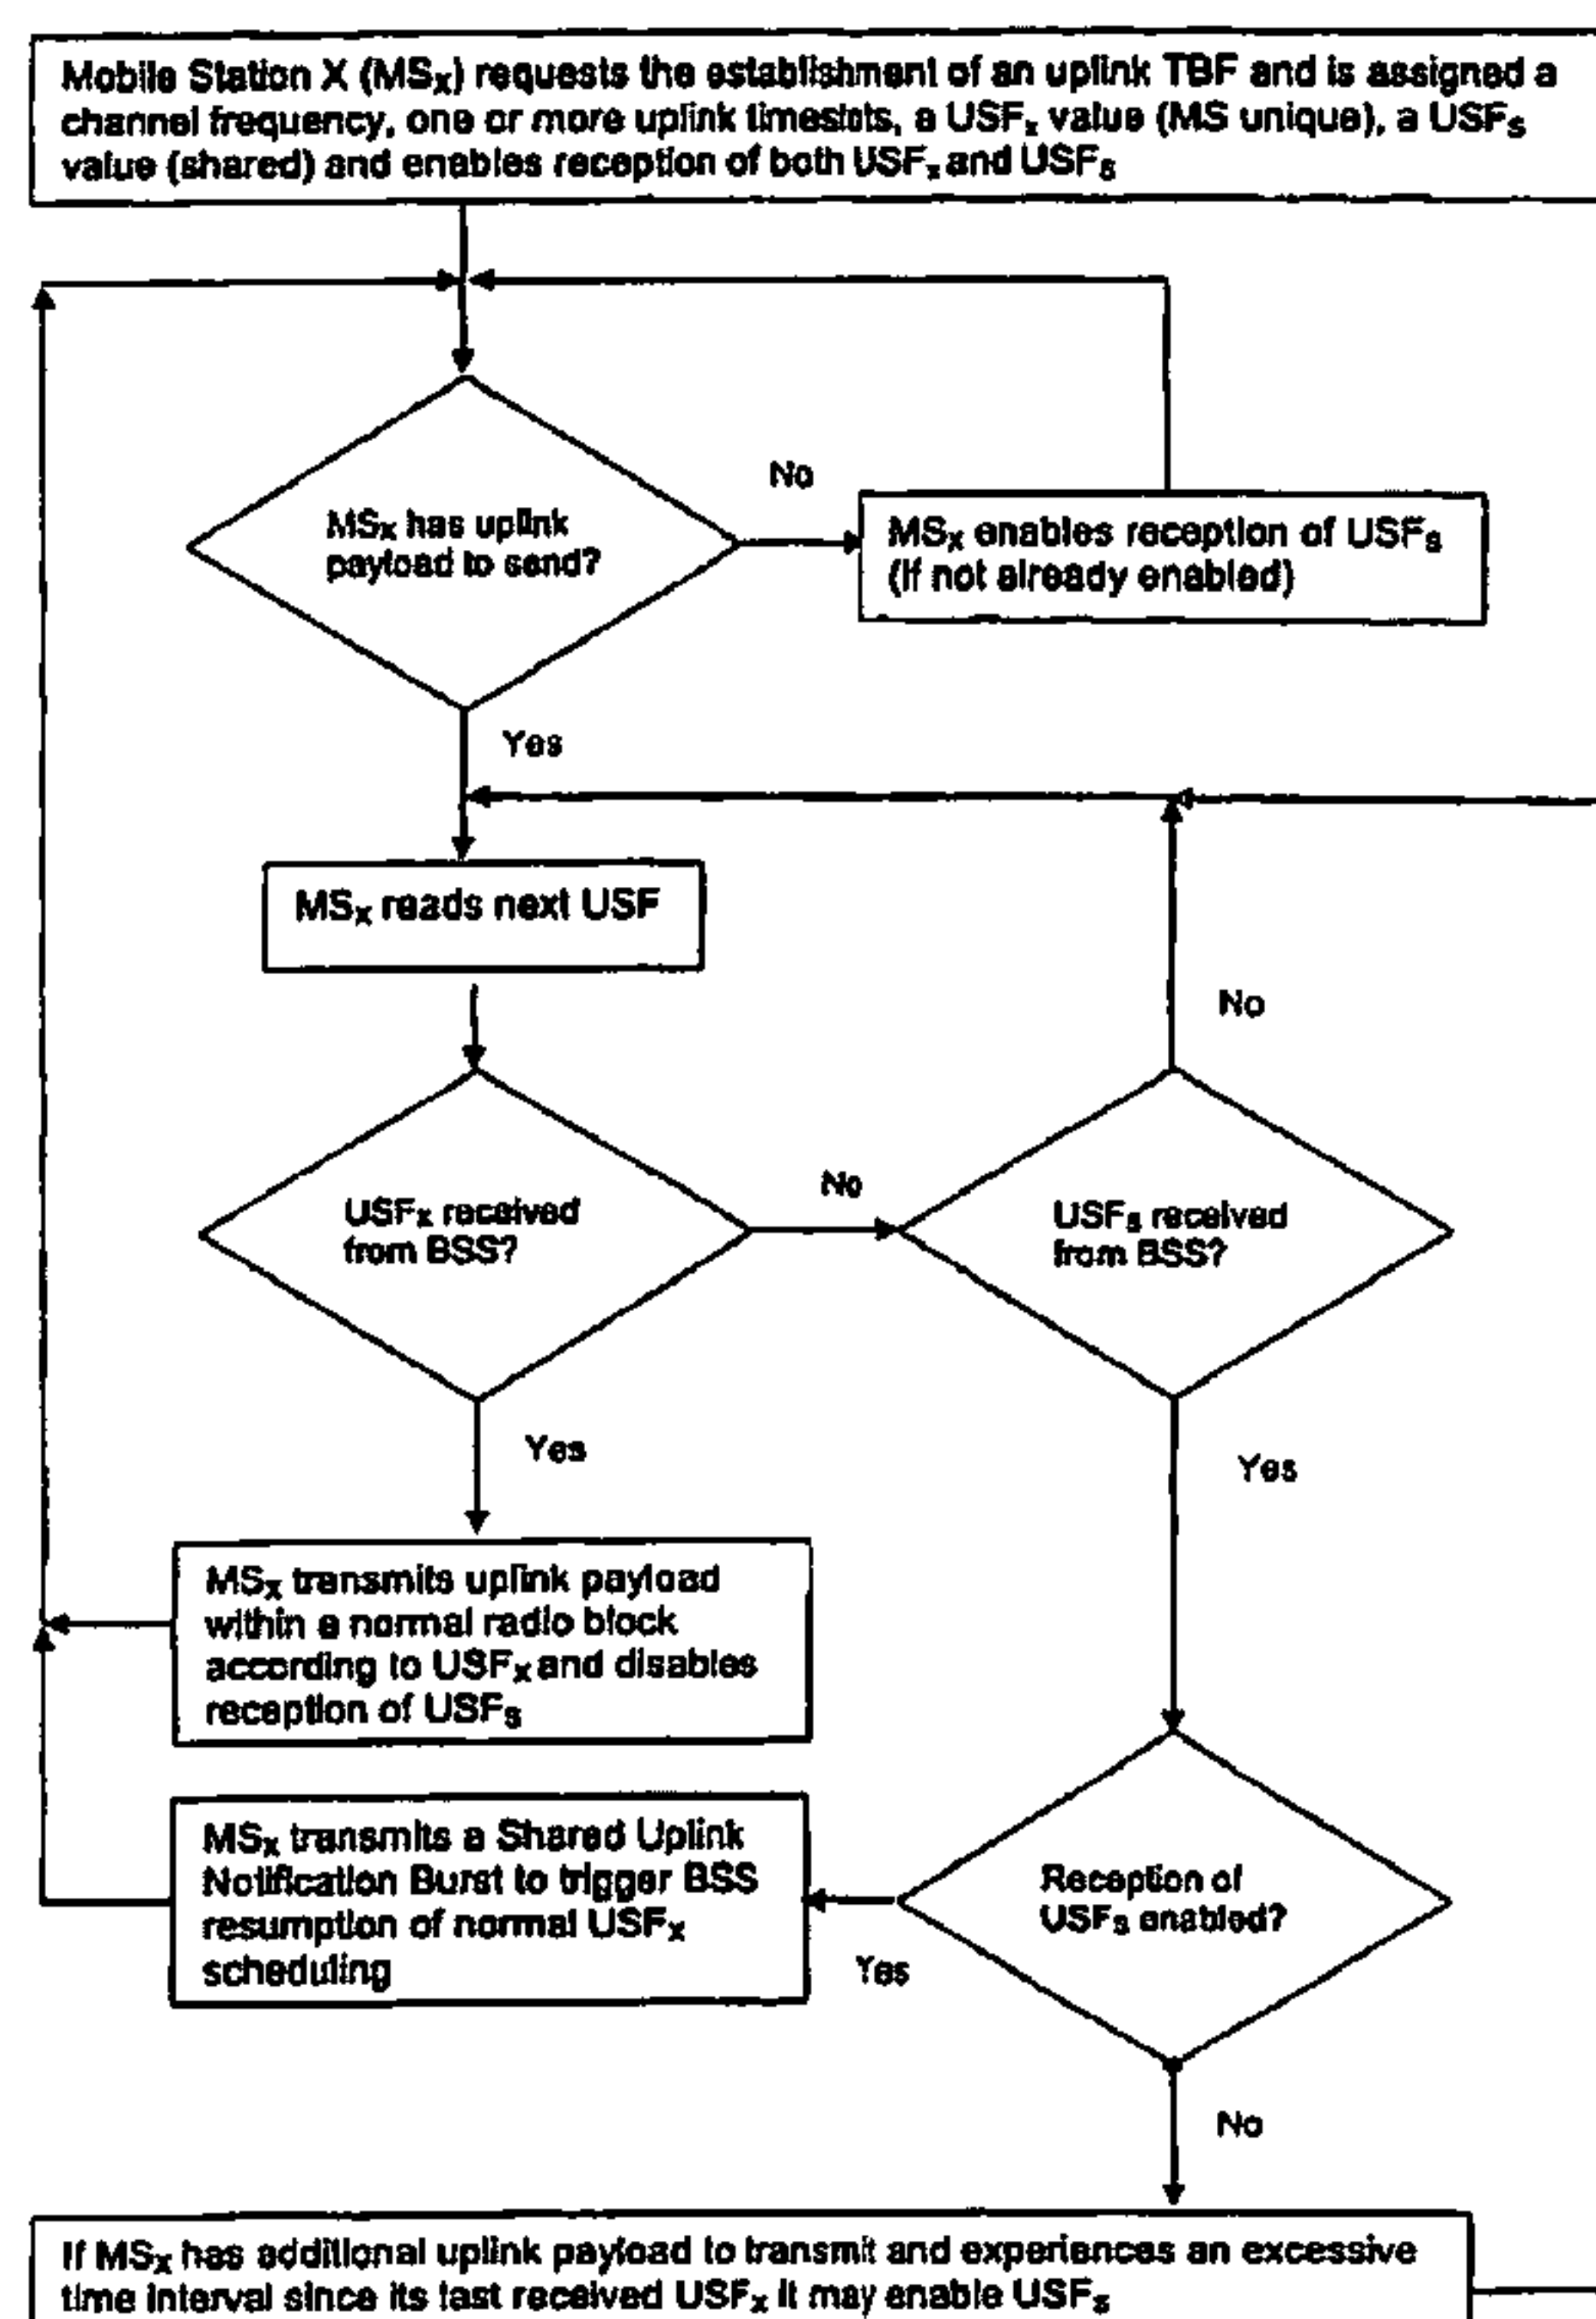 Mobile Station X (MSX) requests the establishment of an uplink TBF and is assigned a
channel frequency, one or more uplink timeslots, a USFx value (MS unique), a USFS
value (shared) and enables reception of both USFx and USFS
No
MSX has uplink
payload to send?
MSX enables reception of USFS
(if not already enabled)
Yes
MSX reads next USF
No
No
USFX received
from BSS?
USFS received
from BSS?
Yes
Yes
MSX transmits uplink payload
within a normal radio block
according to USFX and disables
reception of USFS
MSX transmits a Shared Uplink
Notification Burst to trigger BSS
resumption of normal USFX
scheduling
Reception of
USFS enabled?
Yes
No
If MSX has additional uplink payload to transmit and experiences an excessive
time interval since its last received USFX it may enable USFS